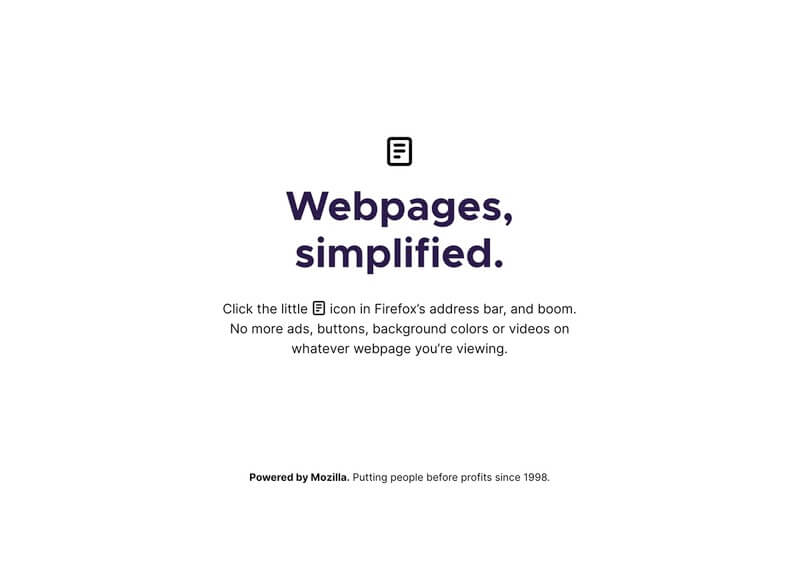 Webpages,
simplified.
Click the little icon in Firefox’s address bar, and boom.
No more ads, buttons, background colors or videos on
whatever webpage you’re viewing.
Powered by Mozilla. Putting people before profits since 1998.